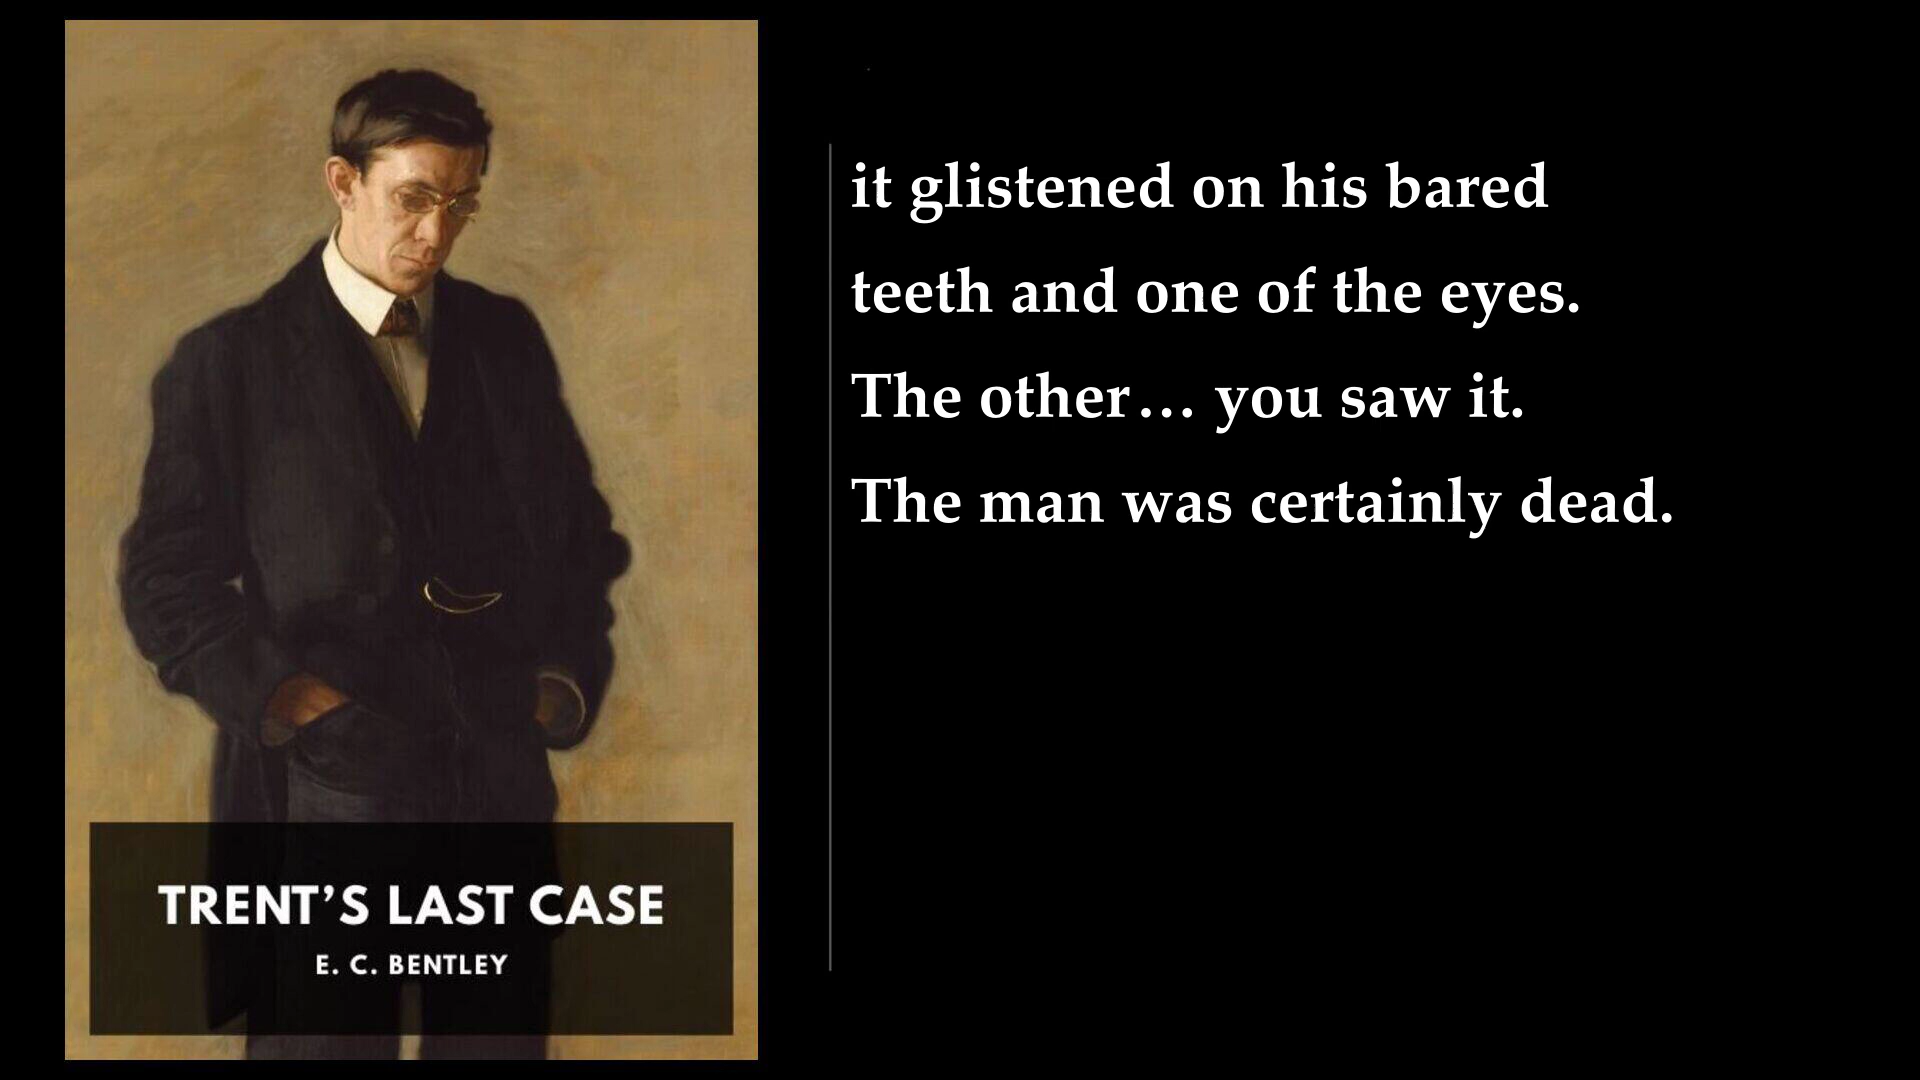 it glistened on his bared
teeth and one of the eyes.
The other… you saw it.
The man was certainly dead.
TRENT’S LAST CASE
E. C. BENTLEY